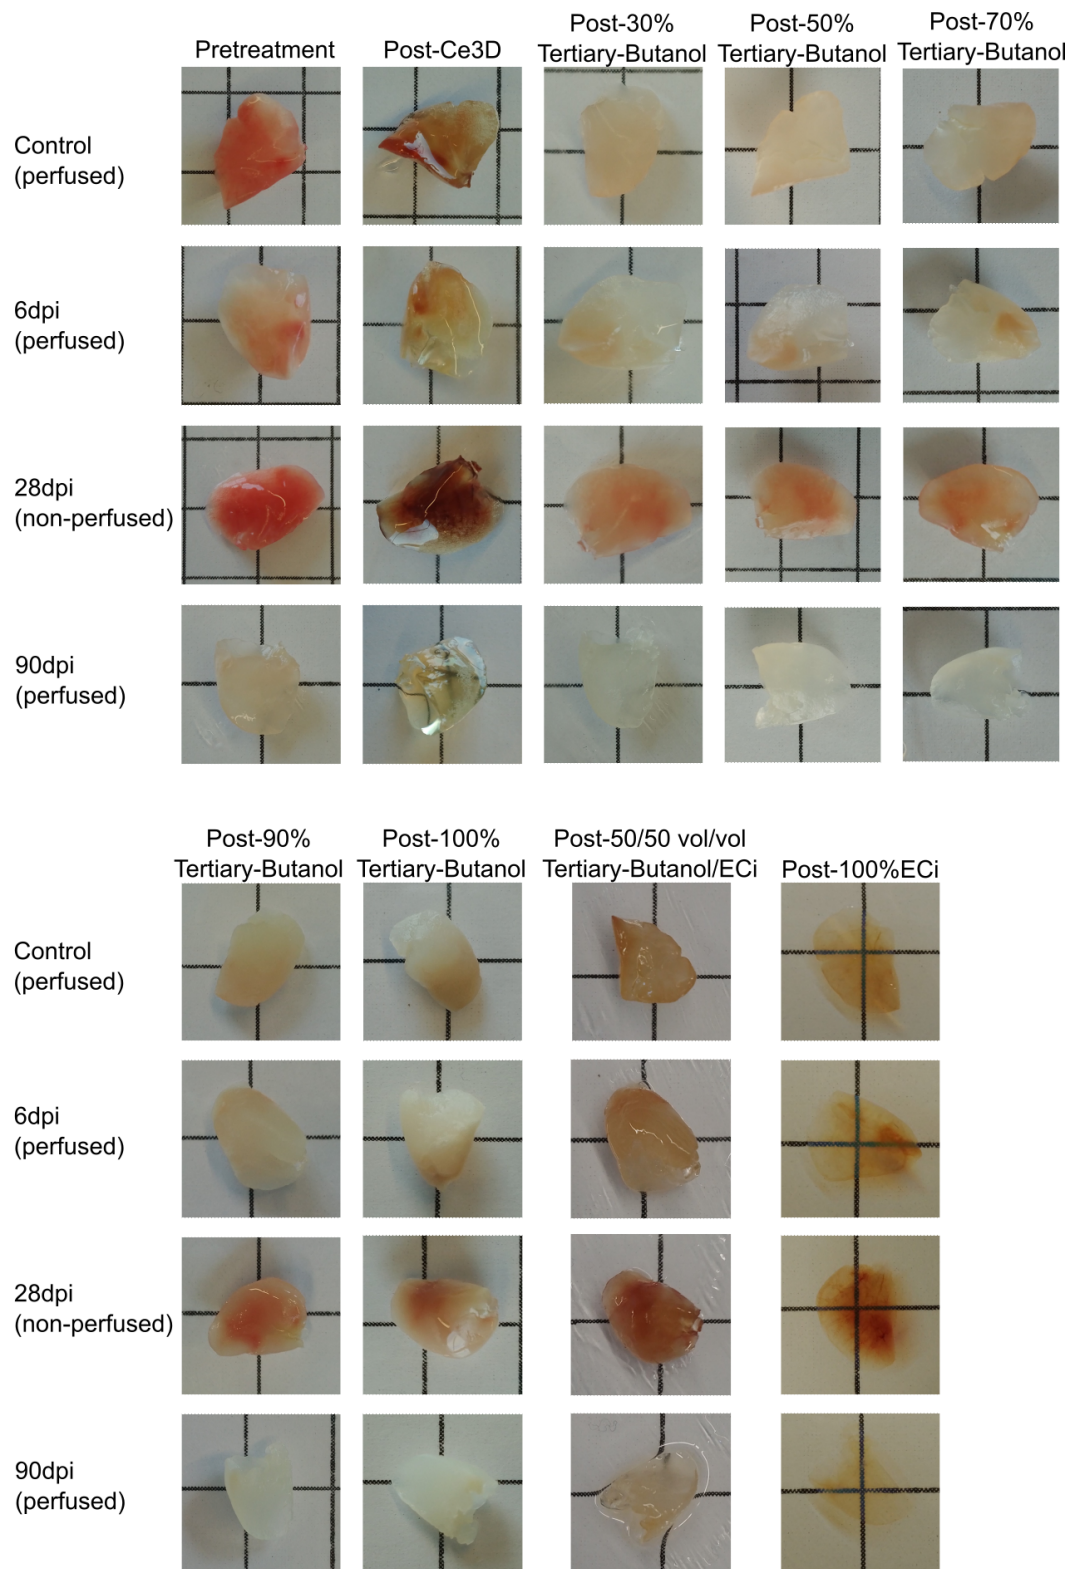 Pretreatment
Post-Ce3D
Post-30%
Tertiary-Butanol
Post-50%
Tertiary-Butanol
Post-70%
Tertiary-Butanol
Control
(perfused)
6dpi
(perfused)
28dpi
(non-perfused)
90dpi
(perfused)
Post-90%
Tertiary-Butanol
Post-100%
Tertiary-Butanol
Post-50/50 vol/vol
Tertiary-Butanol/ECi
Post-100%ECi
Control
(perfused)
6dpi
(perfused)
28dpi
(non-perfused)
90dpi
(perfused)